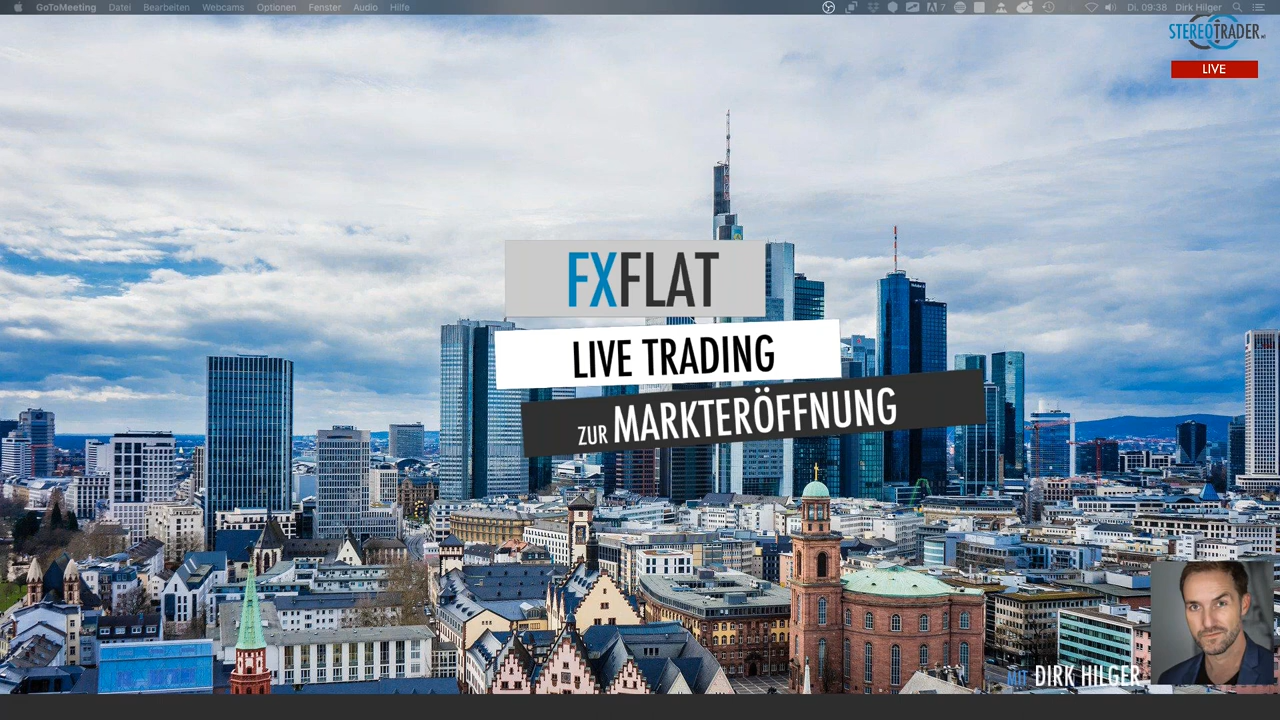 GoToMeeting Datei Bearbeiten Webcams Optionen Fenster Audio Hilfe 7 Di. 09:38 Dirk Hilger
STEREOTRADER
LIVE
FXFLAT
LIVE TRADING
ZUR MARKTERÖFFNUNG
MIT DIRK HILGER